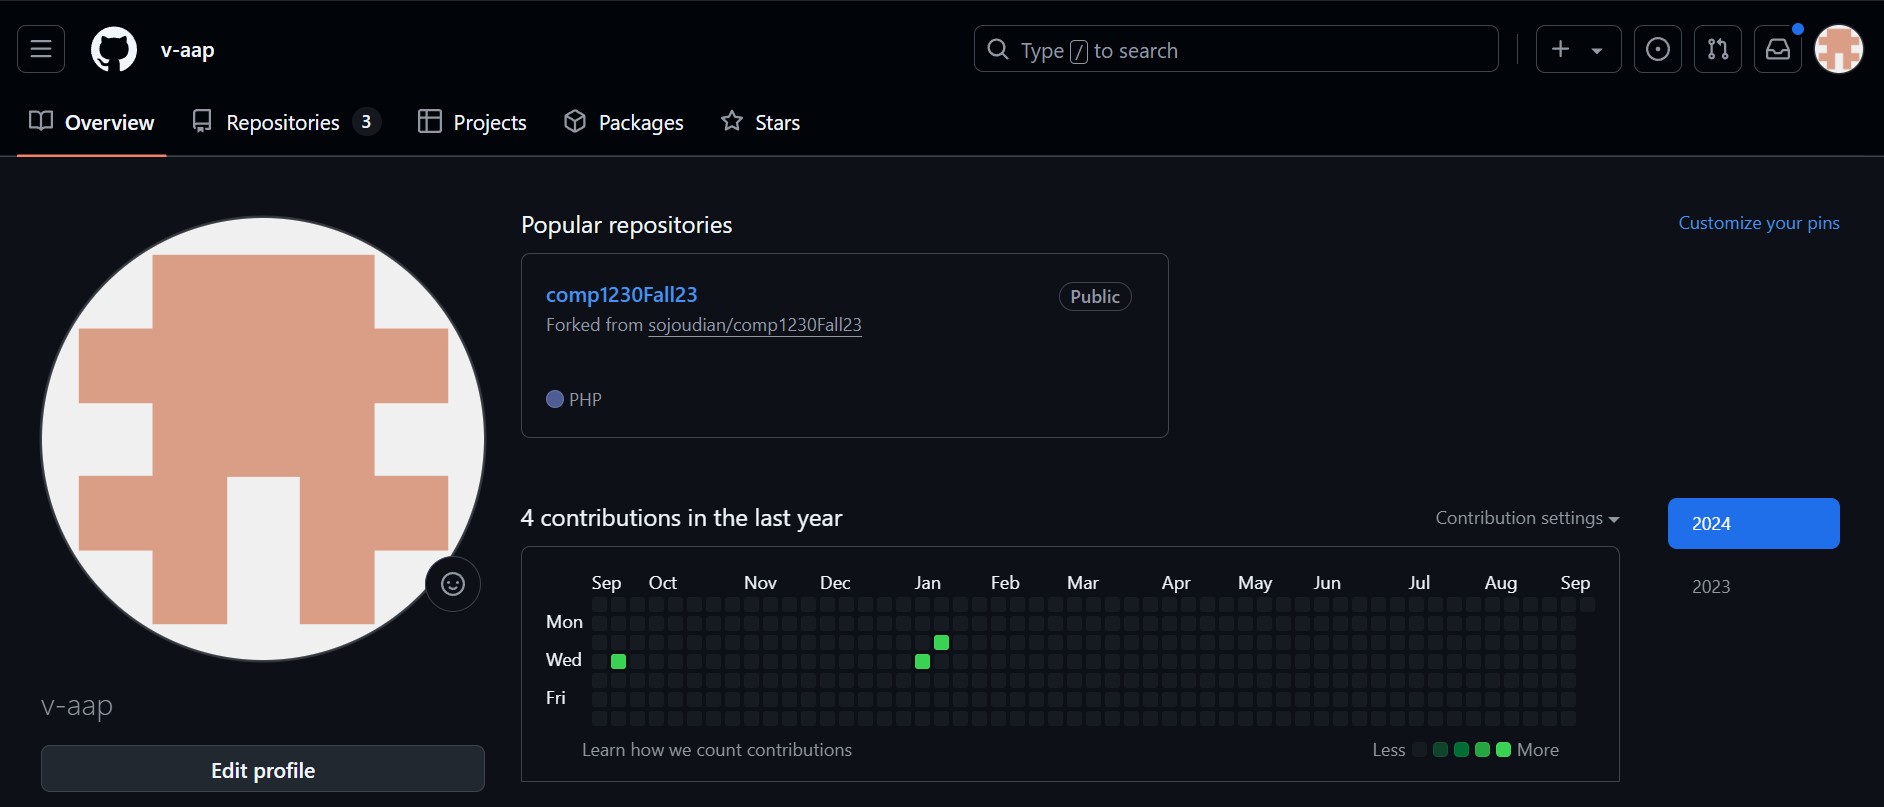 v-aap
Type / to search
Overview Repositories 3 Projects Packages Stars
Popular repositories
Customize your pins
comp1230Fall23 Public
Forked from sojoudian/comp1230Fall23
PHP
4 contributions in the last year
Contribution settings
2024
2023
Sep Oct Nov Dec Jan Feb Mar Apr May Jun Jul Aug Sep
Mon
Wed
Fri
Learn how we count contributions
Less More
v-aap
Edit profile